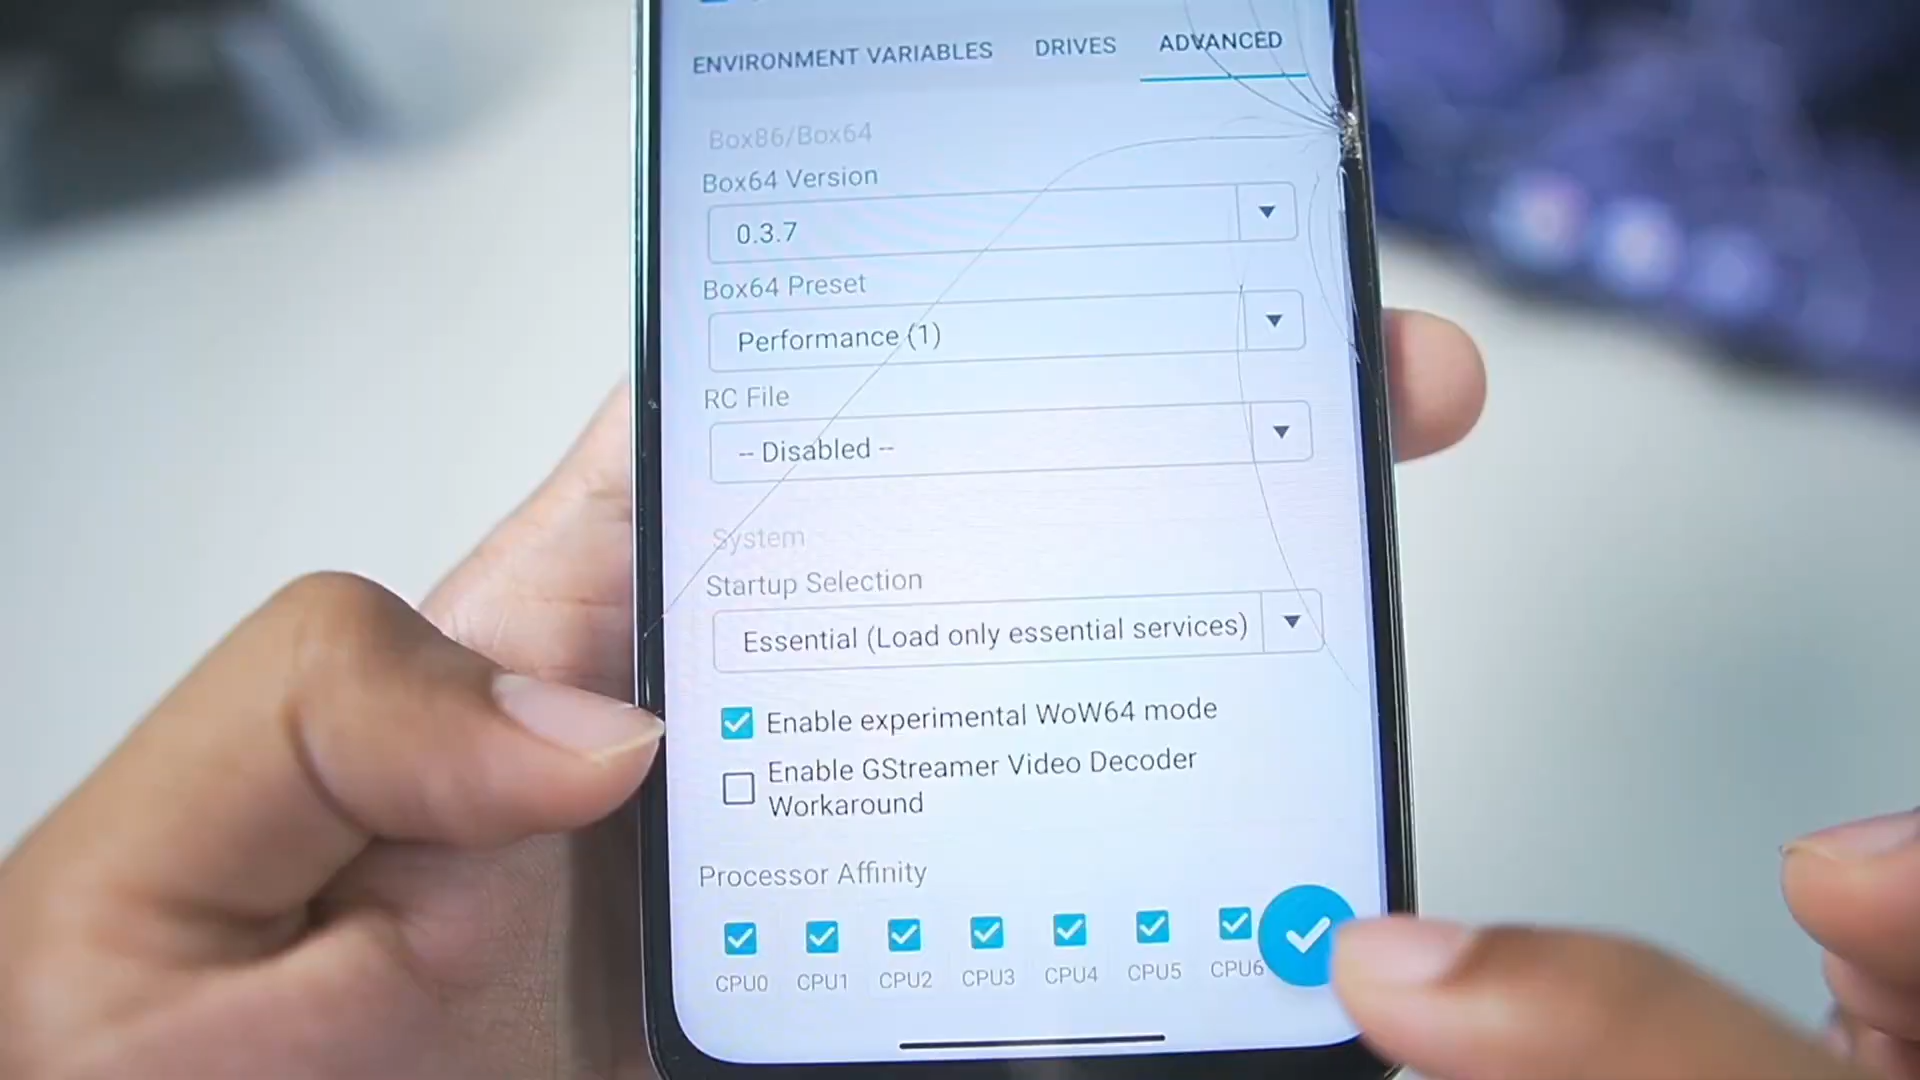 ENVIRONMENT VARIABLES DRIVES ADVANCED
Box86/Box64
Box64 Version
0.3.7
Box64 Preset
Performance (1)
RC File
-- Disabled --
System
Startup Selection
Essential (Load only essential services)
Enable experimental WoW64 mode
Enable GStreamer Video Decoder
Workaround
Processor Affinity
CPU0 CPU1 CPU2 CPU3 CPU4 CPU5 CPU6